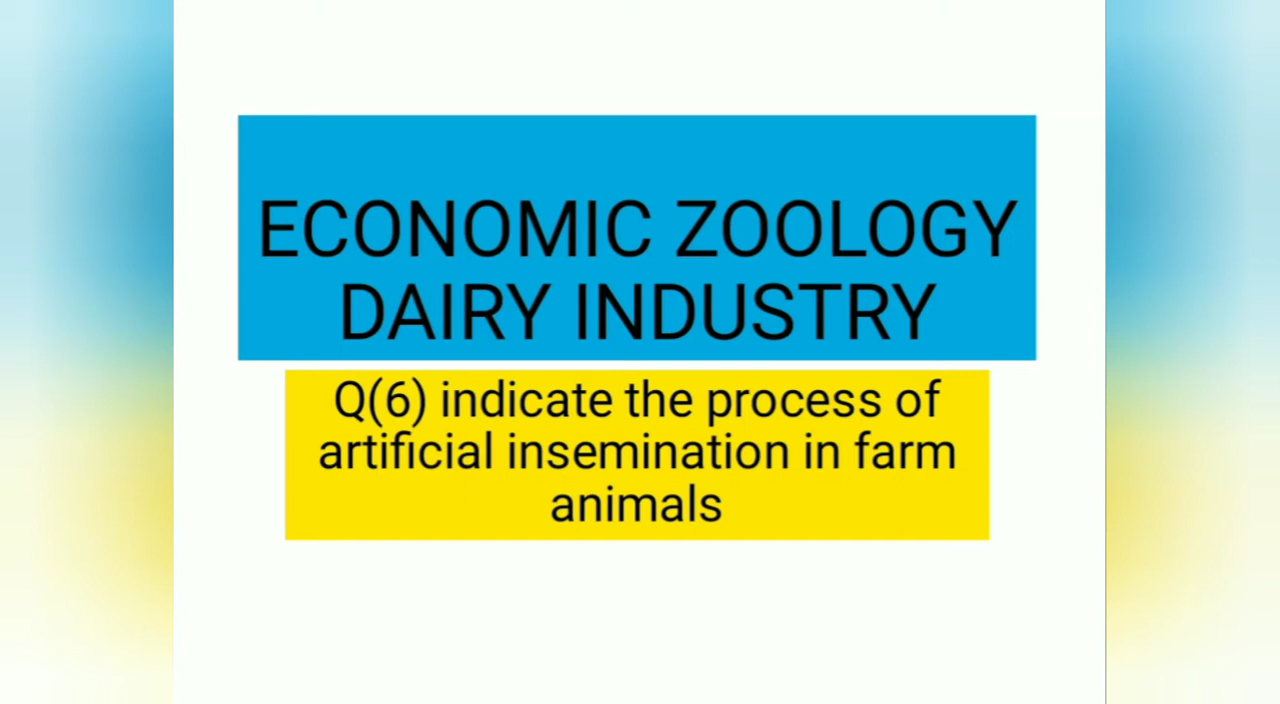 ECONOMIC ZOOLOGY
DAIRY INDUSTRY
Q(6) indicate the process of
artificial insemination in farm
animals